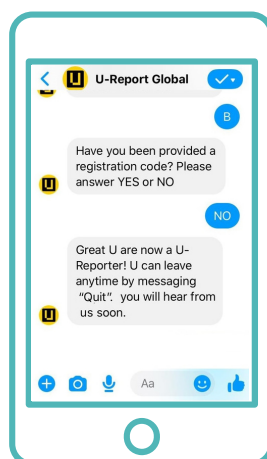 U-Report Global
B
Have you been provided a
registration code? Please
answer YES or NO
U
NO
Great U are now a U-
Reporter! U can leave
anytime by messaging
"Quit". you will hear from
us soon.
U
Aa